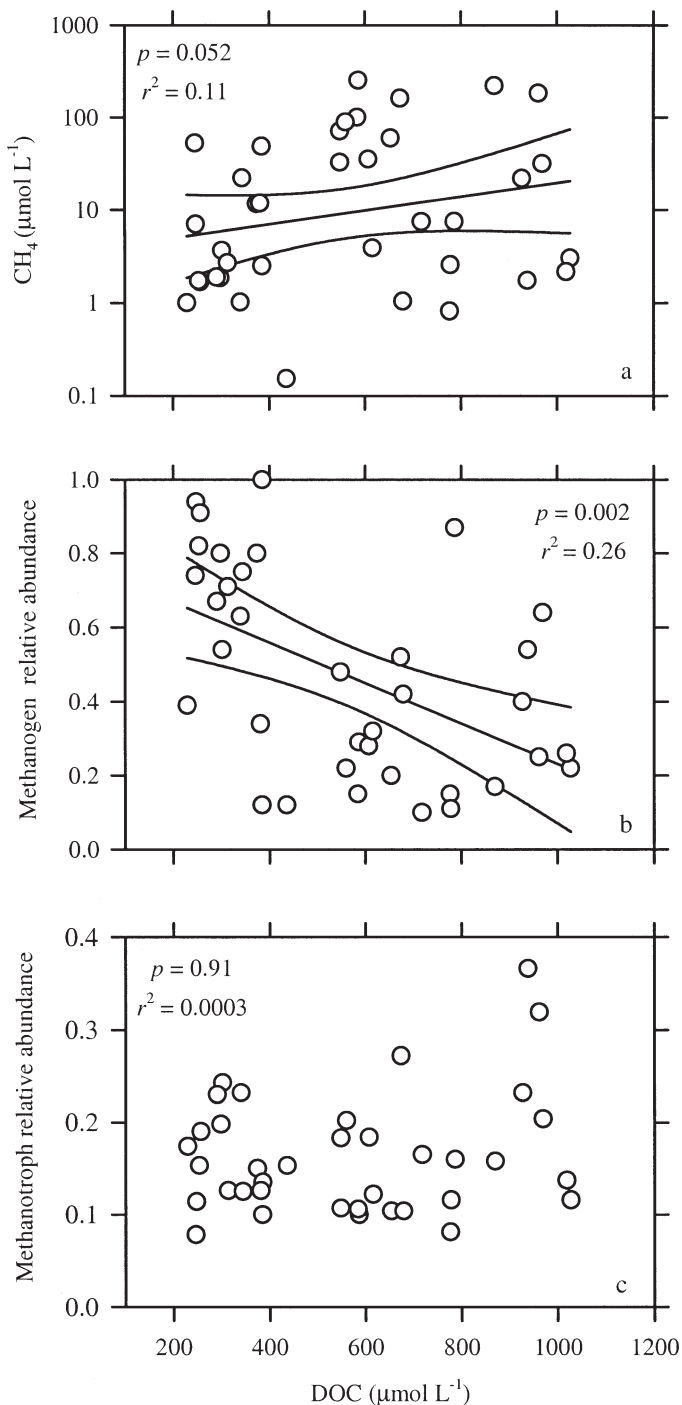 1000
100
10
1
0.1
CH4 (μmol L-1)
p = 0.052
r2 = 0.11
a
1.0
0.8
0.6
0.4
0.2
0.0
Methanogen relative abundance
p = 0.002
r2 = 0.26
b
0.4
0.3
0.2
0.1
0.0
Methanotroph relative abundance
p = 0.91
r2 = 0.0003
c
200 400 600 800 1000 1200
DOC (μmol L-1)